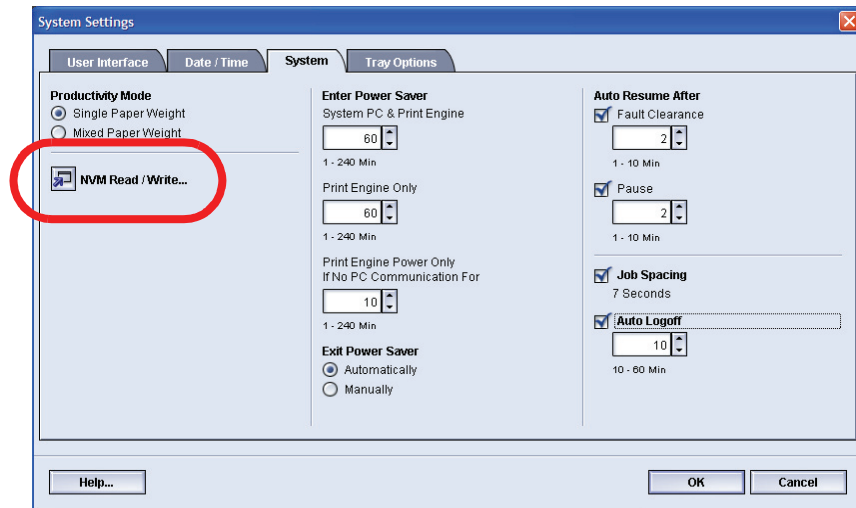 System Settings
User Interface
Date / Time
System
Tray Options
Productivity Mode
Single Paper Weight
Mixed Paper Weight
NVM Read / Write...
Enter Power Saver
System PC & Print Engine
60
1 - 240 Min
Print Engine Only
60
1 - 240 Min
Print Engine Power Only
If No PC Communication For
10
1 - 240 Min
Exit Power Saver
Automatically
Manually
Auto Resume After
Fault Clearance
2
1 - 10 Min
Pause
2
1 - 10 Min
Job Spacing
7 Seconds
Auto Logoff
10
10 - 60 Min
Help...
OK
Cancel